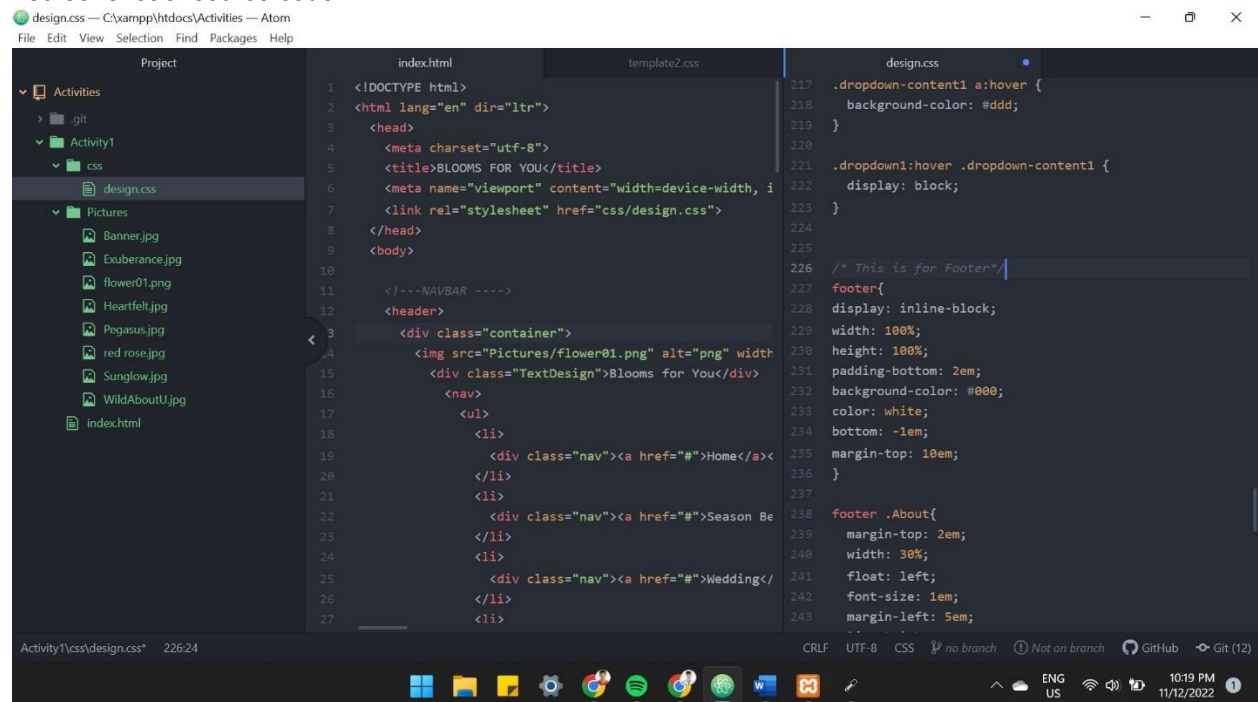 design.css — C:\xampp\htdocs\Activities — Atom
File Edit View Selection Find Packages Help
Project
Activities
.git
Activity1
css
design.css
Pictures
Banner.jpg
Exuberance.jpg
flower01.png
Heartfelt.jpg
Pegasus.jpg
red rose.jpg
Sunglow.jpg
WildAboutU.jpg
index.html
index.html
template2.css
1 <!DOCTYPE html>
2 <html lang="en" dir="ltr">
3 <head>
4 <meta charset="utf-8">
5 <title>BLOOMS FOR YOU</title>
6 <meta name="viewport" content="width=device-width, i
7 <link rel="stylesheet" href="css/design.css">
8 </head>
9 <body>
10
11 <!---NAVBAR ---->
12 <header>
3 <div class="container">
4 <img src="Pictures/flower01.png" alt="png" width
15 <div class="TextDesign">Blooms for You</div>
16 <nav>
17 <ul>
18 <li>
19 <div class="nav"><a href="#">Home</a><
20 </li>
21 <li>
22 <div class="nav"><a href="#">Season Be
23 </li>
24 <li>
25 <div class="nav"><a href="#">Wedding</
26 </li>
27 <li>
design.css
217 .dropdown-content1 a:hover {
218 background-color: #ddd;
219 }
220
221 .dropdown1:hover .dropdown-content1 {
222 display: block;
223 }
224
225
226 /* This is for Footer*/
227 footer{
228 display: inline-block;
229 width: 100%;
230 height: 100%;
231 padding-bottom: 2em;
232 background-color: #000;
233 color: white;
234 bottom: -1em;
235 margin-top: 10em;
236 }
237
238 footer .About{
239 margin-top: 2em;
240 width: 30%;
241 float: left;
242 font-size: 1em;
243 margin-left: 5em;
Activity1\css\design.css* 226:24
CRLF UTF-8 CSS no branch Not on branch GitHub Git (12)
ENG
US
10:19 PM
11/12/2022
1